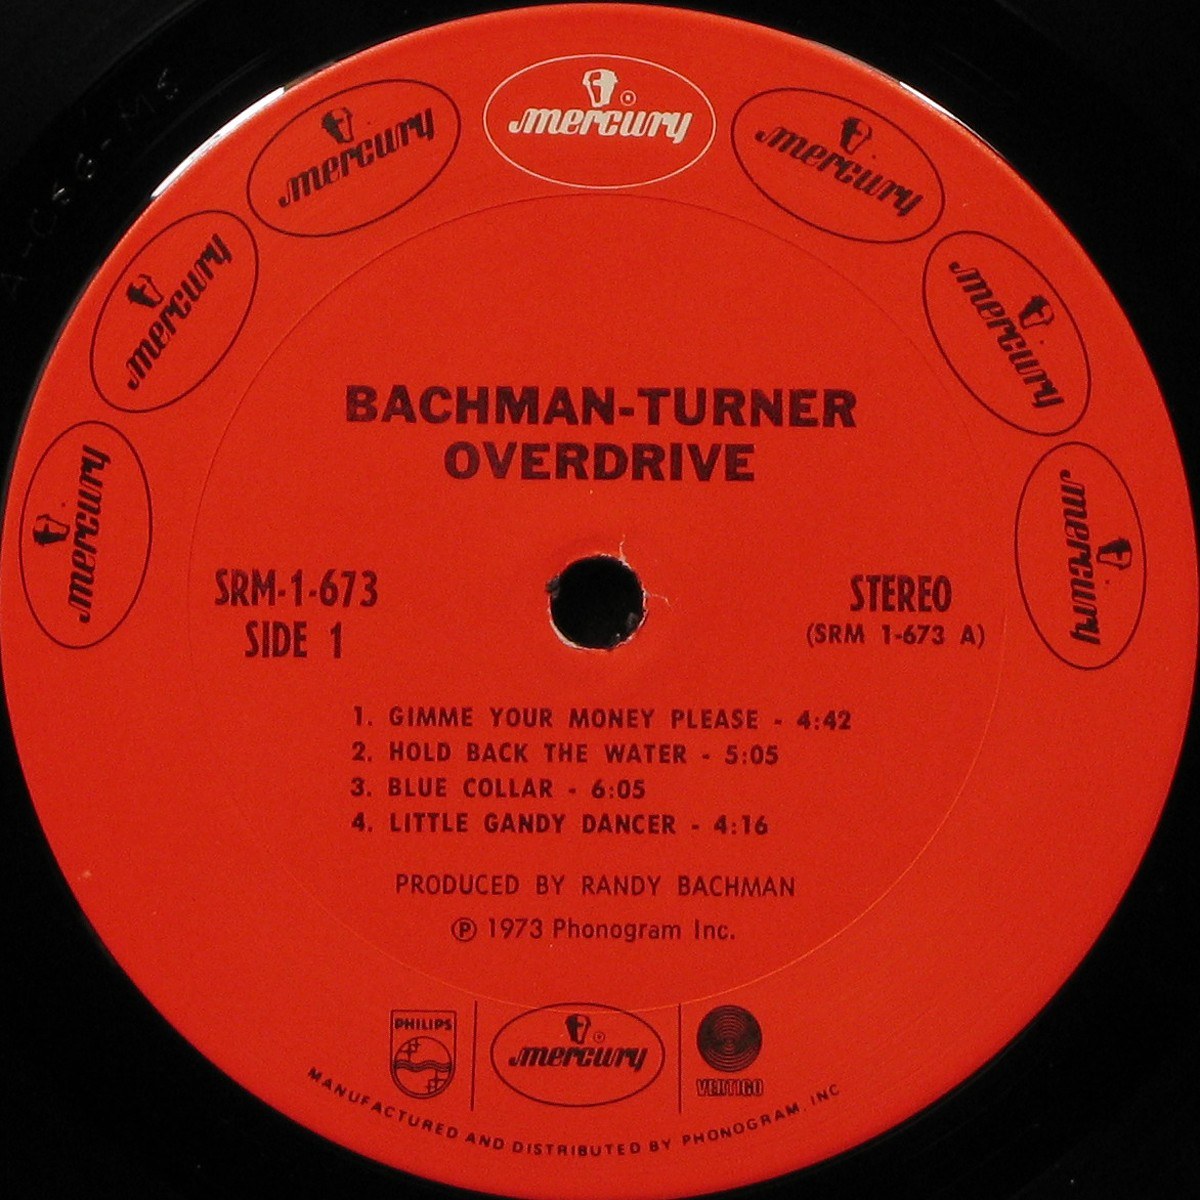 mercury
mercury
mercury
mercury
mercury
mercury
mercury
BACHMAN-TURNER
OVERDRIVE
SRM-1-673
SIDE 1
STEREO
(SRM 1-673 A)
1. GIMME YOUR MONEY PLEASE - 4:42
2. HOLD BACK THE WATER - 5:05
3. BLUE COLLAR - 6:05
4. LITTLE GANDY DANCER - 4:16
PRODUCED BY RANDY BACHMAN
℗ 1973 Phonogram Inc.
PHILIPS
mercury
VERTIGO
MANUFACTURED AND DISTRIBUTED BY PHONOGRAM, INC